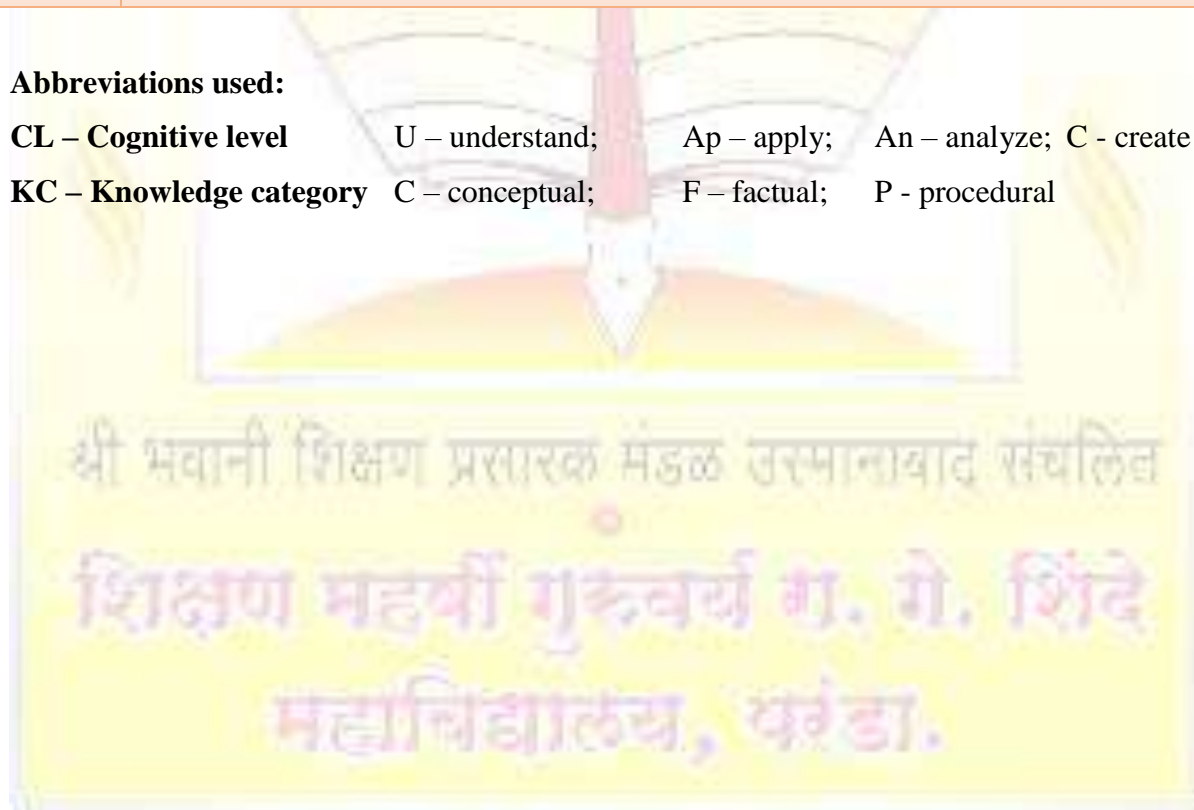 Abbreviations used:
CL – Cognitive level U – understand; Ap – apply; An – analyze; C - create
KC – Knowledge category C – conceptual; F – factual; P - procedural
श्री भवानी शिक्षण प्रसारक मंडळ उस्मानाबाद संचलित
शिक्षण महर्षी गुरुवर्य रा. गे. शिंदे
महाविद्यालय, परंडा.